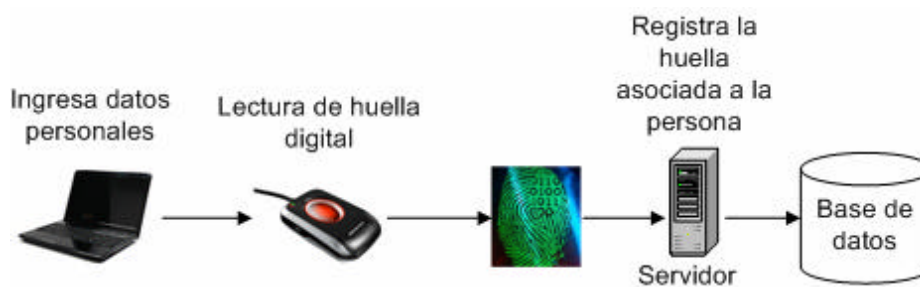 Ingresa datos
personales
Lectura de huella
digital
Registra la
huella
asociada a la
persona
Servidor
Base de
datos